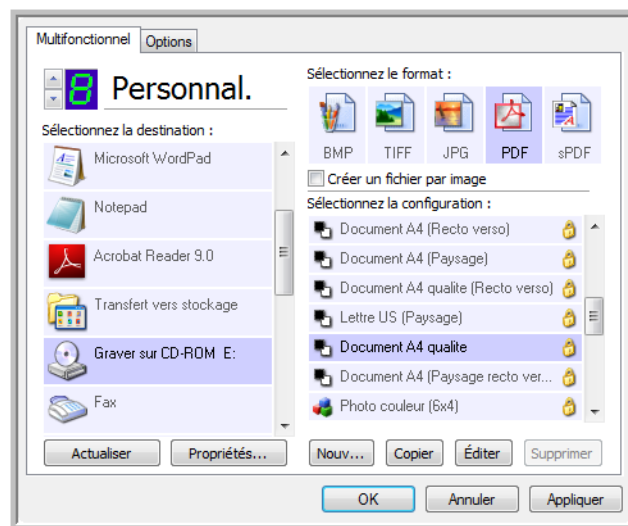 Multifonctionnel
Options
8
Personnal.
Sélectionnez la destination :
Microsoft WordPad
Notepad
Acrobat Reader 9.0
Transfert vers stockage
Graver sur CD-ROM E:
Fax
Actualiser
Propriétés...
Sélectionnez le format :
BMP
TIFF
JPG
PDF
sPDF
Créer un fichier par image
Sélectionnez la configuration :
Document A4 (Recto verso)
Document A4 (Paysage)
Document A4 qualite (Recto verso)
Lettre US (Paysage)
Document A4 qualite
Document A4 (Paysage recto ver...
Photo couleur (6x4)
Nouv...
Copier
Éditer
Supprimer
OK
Annuler
Appliquer